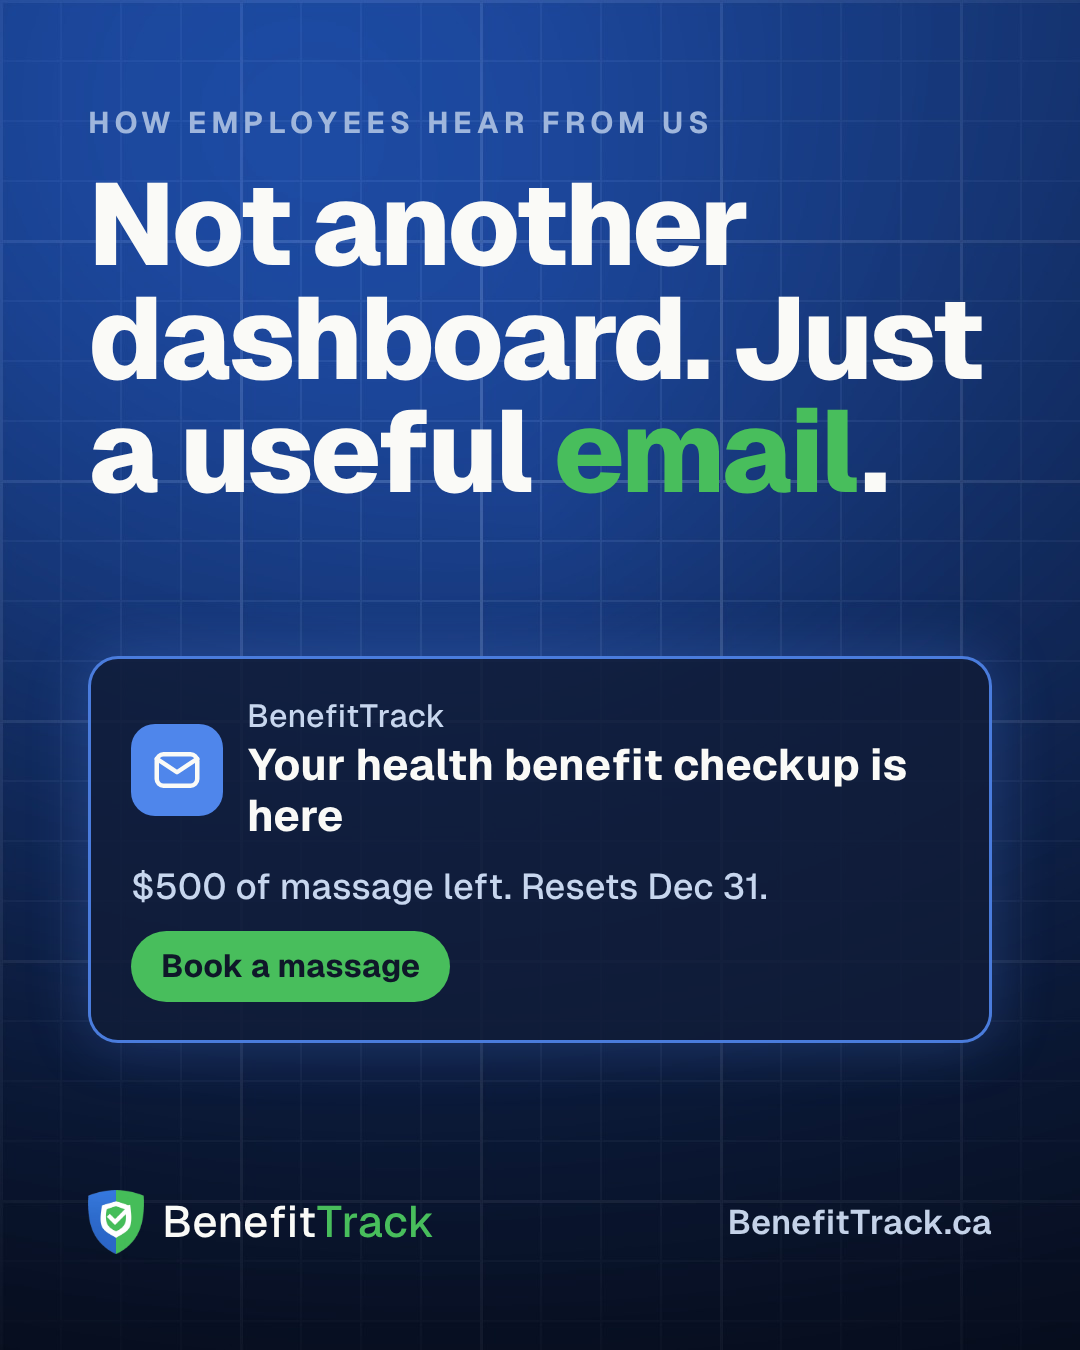 HOW EMPLOYEES HEAR FROM US
Not another
dashboard. Just
a useful email.
BenefitTrack
Your health benefit checkup is
here
$500 of massage left. Resets Dec 31.
Book a massage
BenefitTrack
BenefitTrack.ca